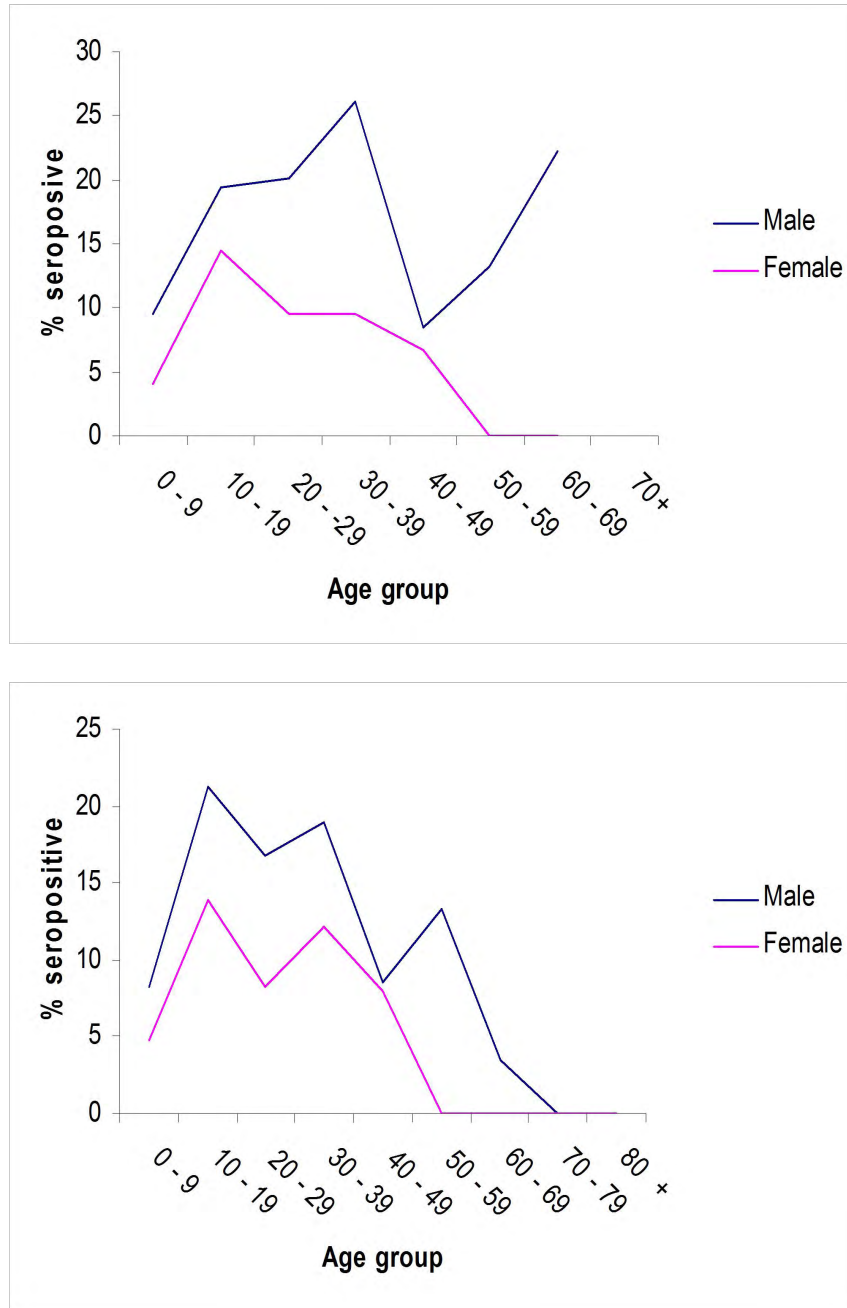 30
25
20
15
10
5
0
% seroposive
0 - 9
10 - 19
20 - -29
30 - 39
40 - 49
50 - 59
60 - 69
70+
Age group
Male
Female
25
20
15
10
5
0
% seropositive
0 - 9
10 - 19
20 - 29
30 - 39
40 - 49
50 - 59
60 - 69
70 - 79
80 +
Age group
Male
Female